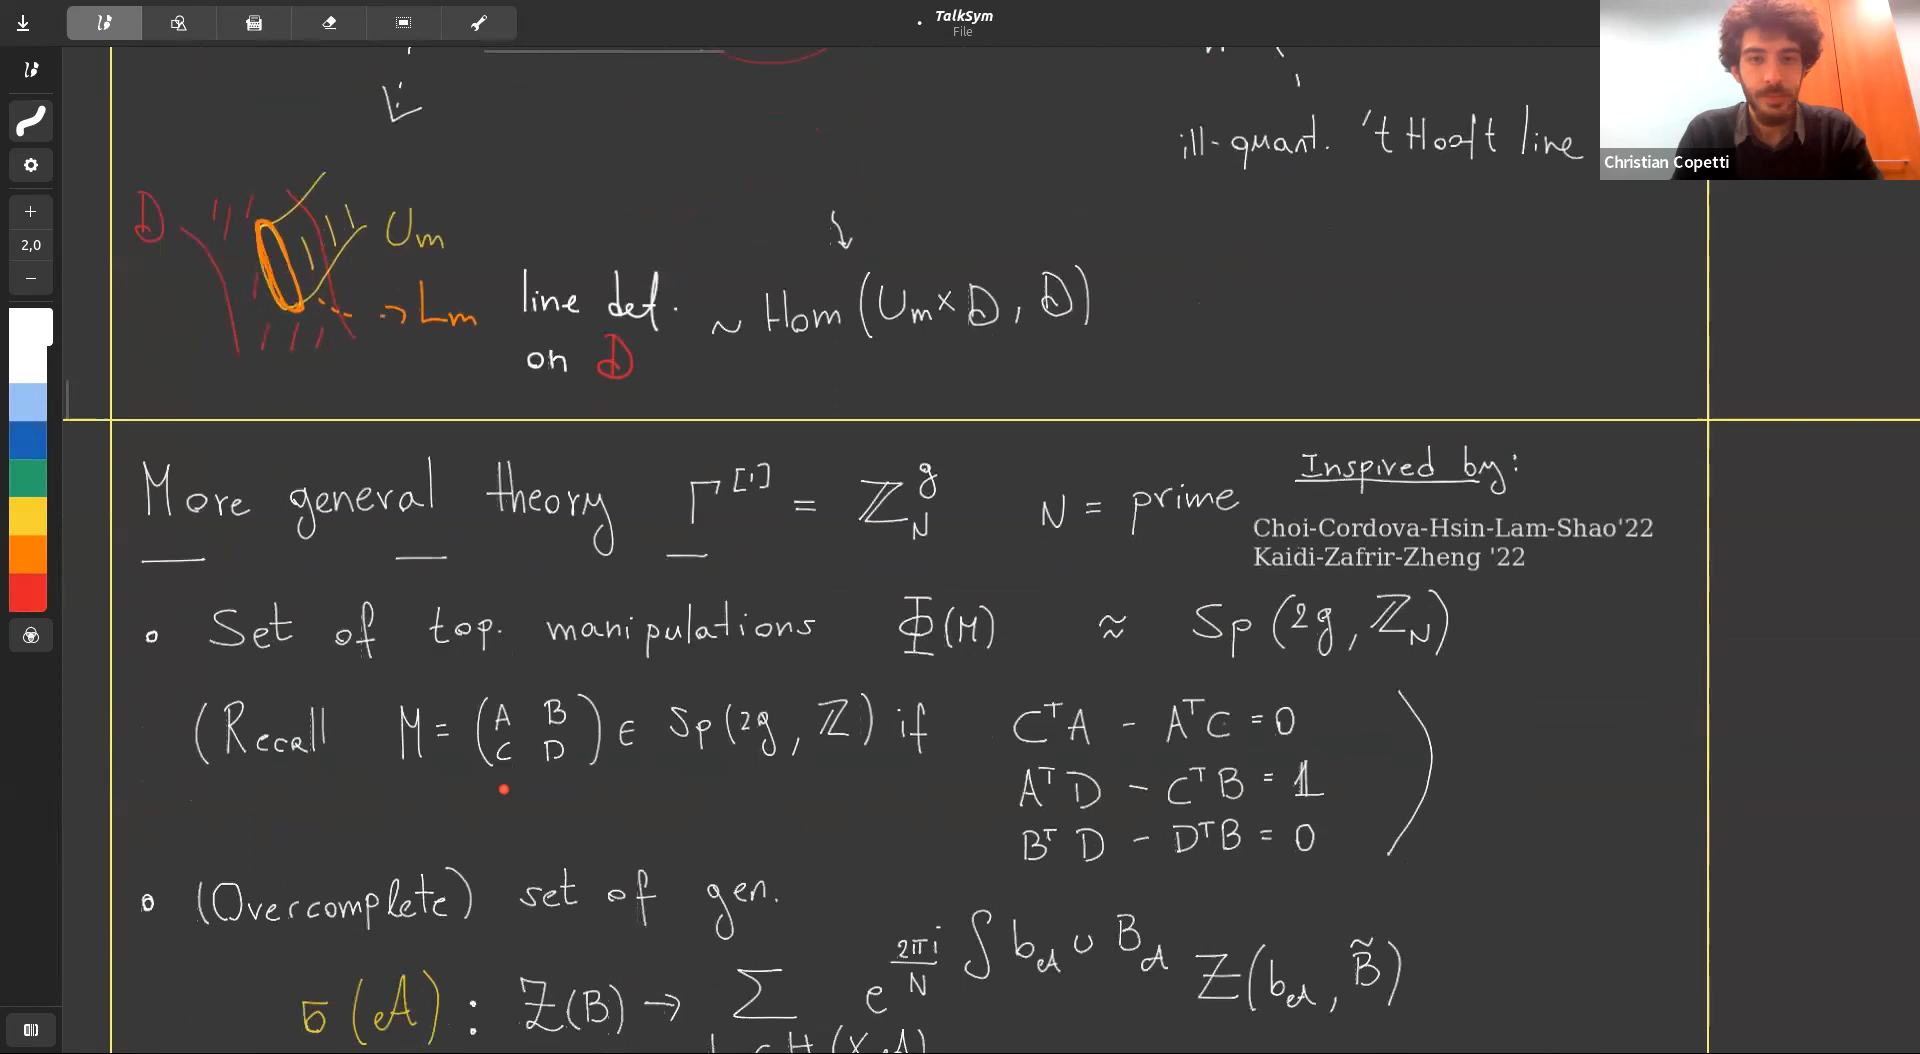 TalkSym
File
Christian Copetti
2,0
ill-quant. 't Hooft line
D
Um
→ Lm
line def. ~ Hom (Um × D, D)
on D
More general theory Γ^[1] = ℤ_N^g N = prime
Inspired by:
Choi-Cordova-Hsin-Lam-Shao'22
Kaidi-Zafrir-Zheng '22
• Set of top. manipulations Φ(M) ≈ Sp(2g, ℤ_N)
(Recall M = (A B C D) ∈ Sp(2g, ℤ) if C^T A - A^T C = 0
A^T D - C^T B = 𝟙
B^T D - D^T B = 0 )
• (Overcomplete) set of gen.
σ(𝒜) : Z(B) → Σ e^{2πi/N ∫ b_𝒜 ∪ B_𝒜} Z(b_𝒜, B̃)